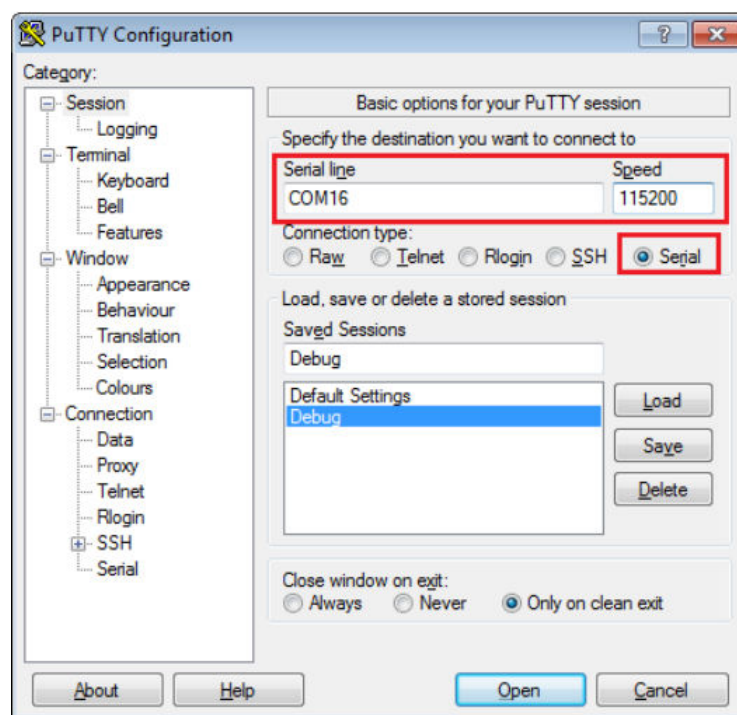 PuTTY Configuration
Category:
Session
Logging
Terminal
Keyboard
Bell
Features
Window
Appearance
Behaviour
Translation
Selection
Colours
Connection
Data
Proxy
Telnet
Rlogin
SSH
Serial
Basic options for your PuTTY session
Specify the destination you want to connect to
Serial line Speed
COM16 115200
Connection type:
Raw Telnet Rlogin SSH Serial
Load, save or delete a stored session
Saved Sessions
Debug
Default Settings
Debug
Load
Save
Delete
Close window on exit:
Always Never Only on clean exit
About Help Open Cancel